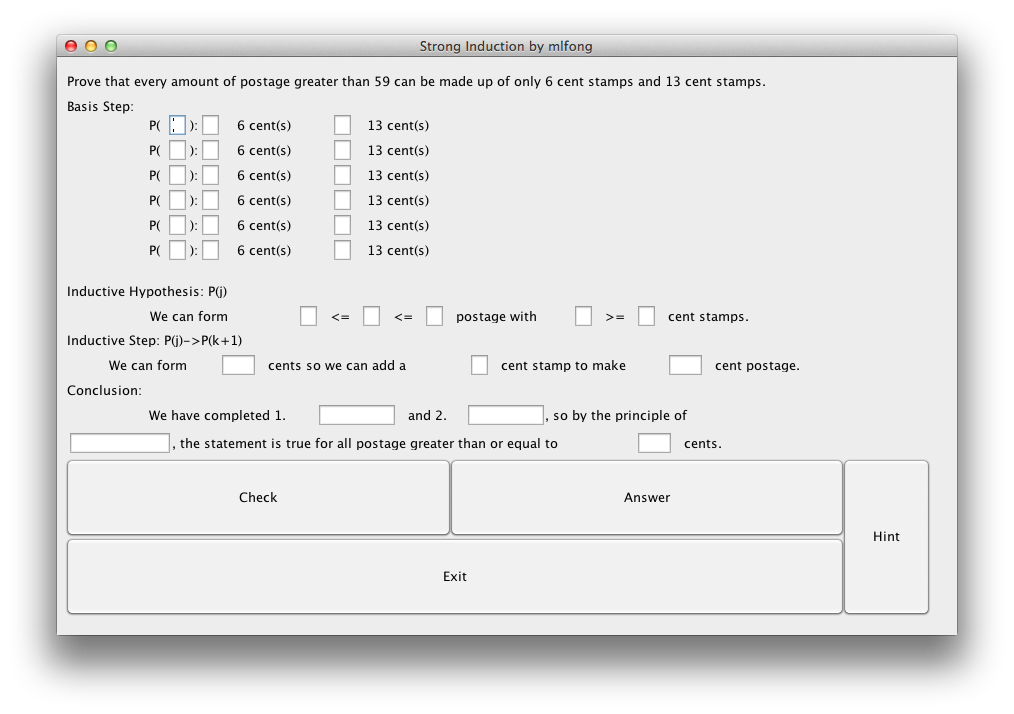 Strong Induction by mlfong
Prove that every amount of postage greater than 59 can be made up of only 6 cent stamps and 13 cent stamps.
Basis Step:
P( ): 6 cent(s) 13 cent(s)
P( ): 6 cent(s) 13 cent(s)
P( ): 6 cent(s) 13 cent(s)
P( ): 6 cent(s) 13 cent(s)
P( ): 6 cent(s) 13 cent(s)
P( ): 6 cent(s) 13 cent(s)
Inductive Hypothesis: P(j)
We can form <= <= postage with >= cent stamps.
Inductive Step: P(j)->P(k+1)
We can form cents so we can add a cent stamp to make cent postage.
Conclusion:
We have completed 1. and 2. , so by the principle of
, the statement is true for all postage greater than or equal to cents.
Check Answer
Hint
Exit